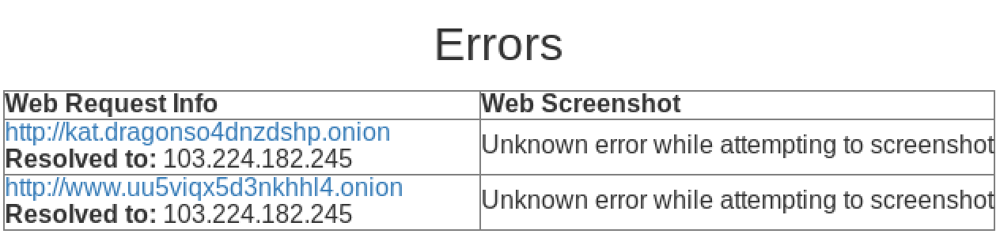 Errors
Web Request Info
Web Screenshot
http://kat.dragonso4dnzdshp.onion
Resolved to: 103.224.182.245
Unknown error while attempting to screenshot
http://www.uu5viqx5d3nkhhl4.onion
Resolved to: 103.224.182.245
Unknown error while attempting to screenshot